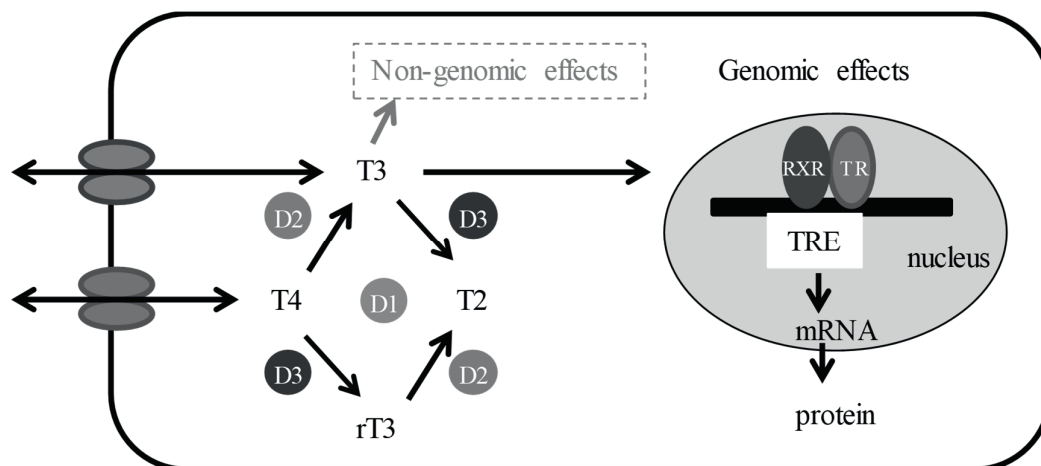 Non-genomic effects
Genomic effects
T3
RXR TR
D2
D3
TRE
nucleus
T4
D1
T2
mRNA
D3
D2
rT3
protein